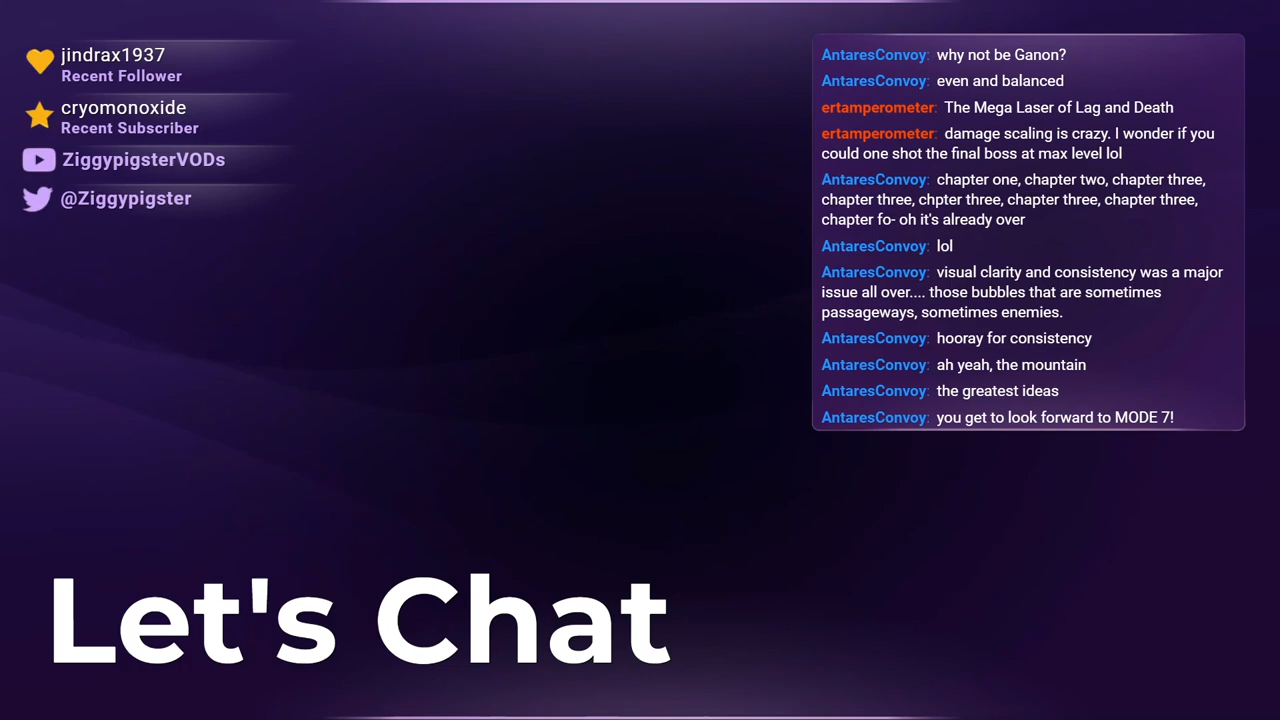 jindrax1937
Recent Follower
cryomonoxide
Recent Subscriber
ZiggypigsterVODs
@Ziggypigster
AntaresConvoy: why not be Ganon?
AntaresConvoy: even and balanced
ertamperometer: The Mega Laser of Lag and Death
ertamperometer: damage scaling is crazy. I wonder if you
could one shot the final boss at max level lol
AntaresConvoy: chapter one, chapter two, chapter three,
chapter three, chpter three, chapter three, chapter three,
chapter fo- oh it's already over
AntaresConvoy: lol
AntaresConvoy: visual clarity and consistency was a major
issue all over.... those bubbles that are sometimes
passageways, sometimes enemies.
AntaresConvoy: hooray for consistency
AntaresConvoy: ah yeah, the mountain
AntaresConvoy: the greatest ideas
AntaresConvoy: you get to look forward to MODE 7!
Let's Chat